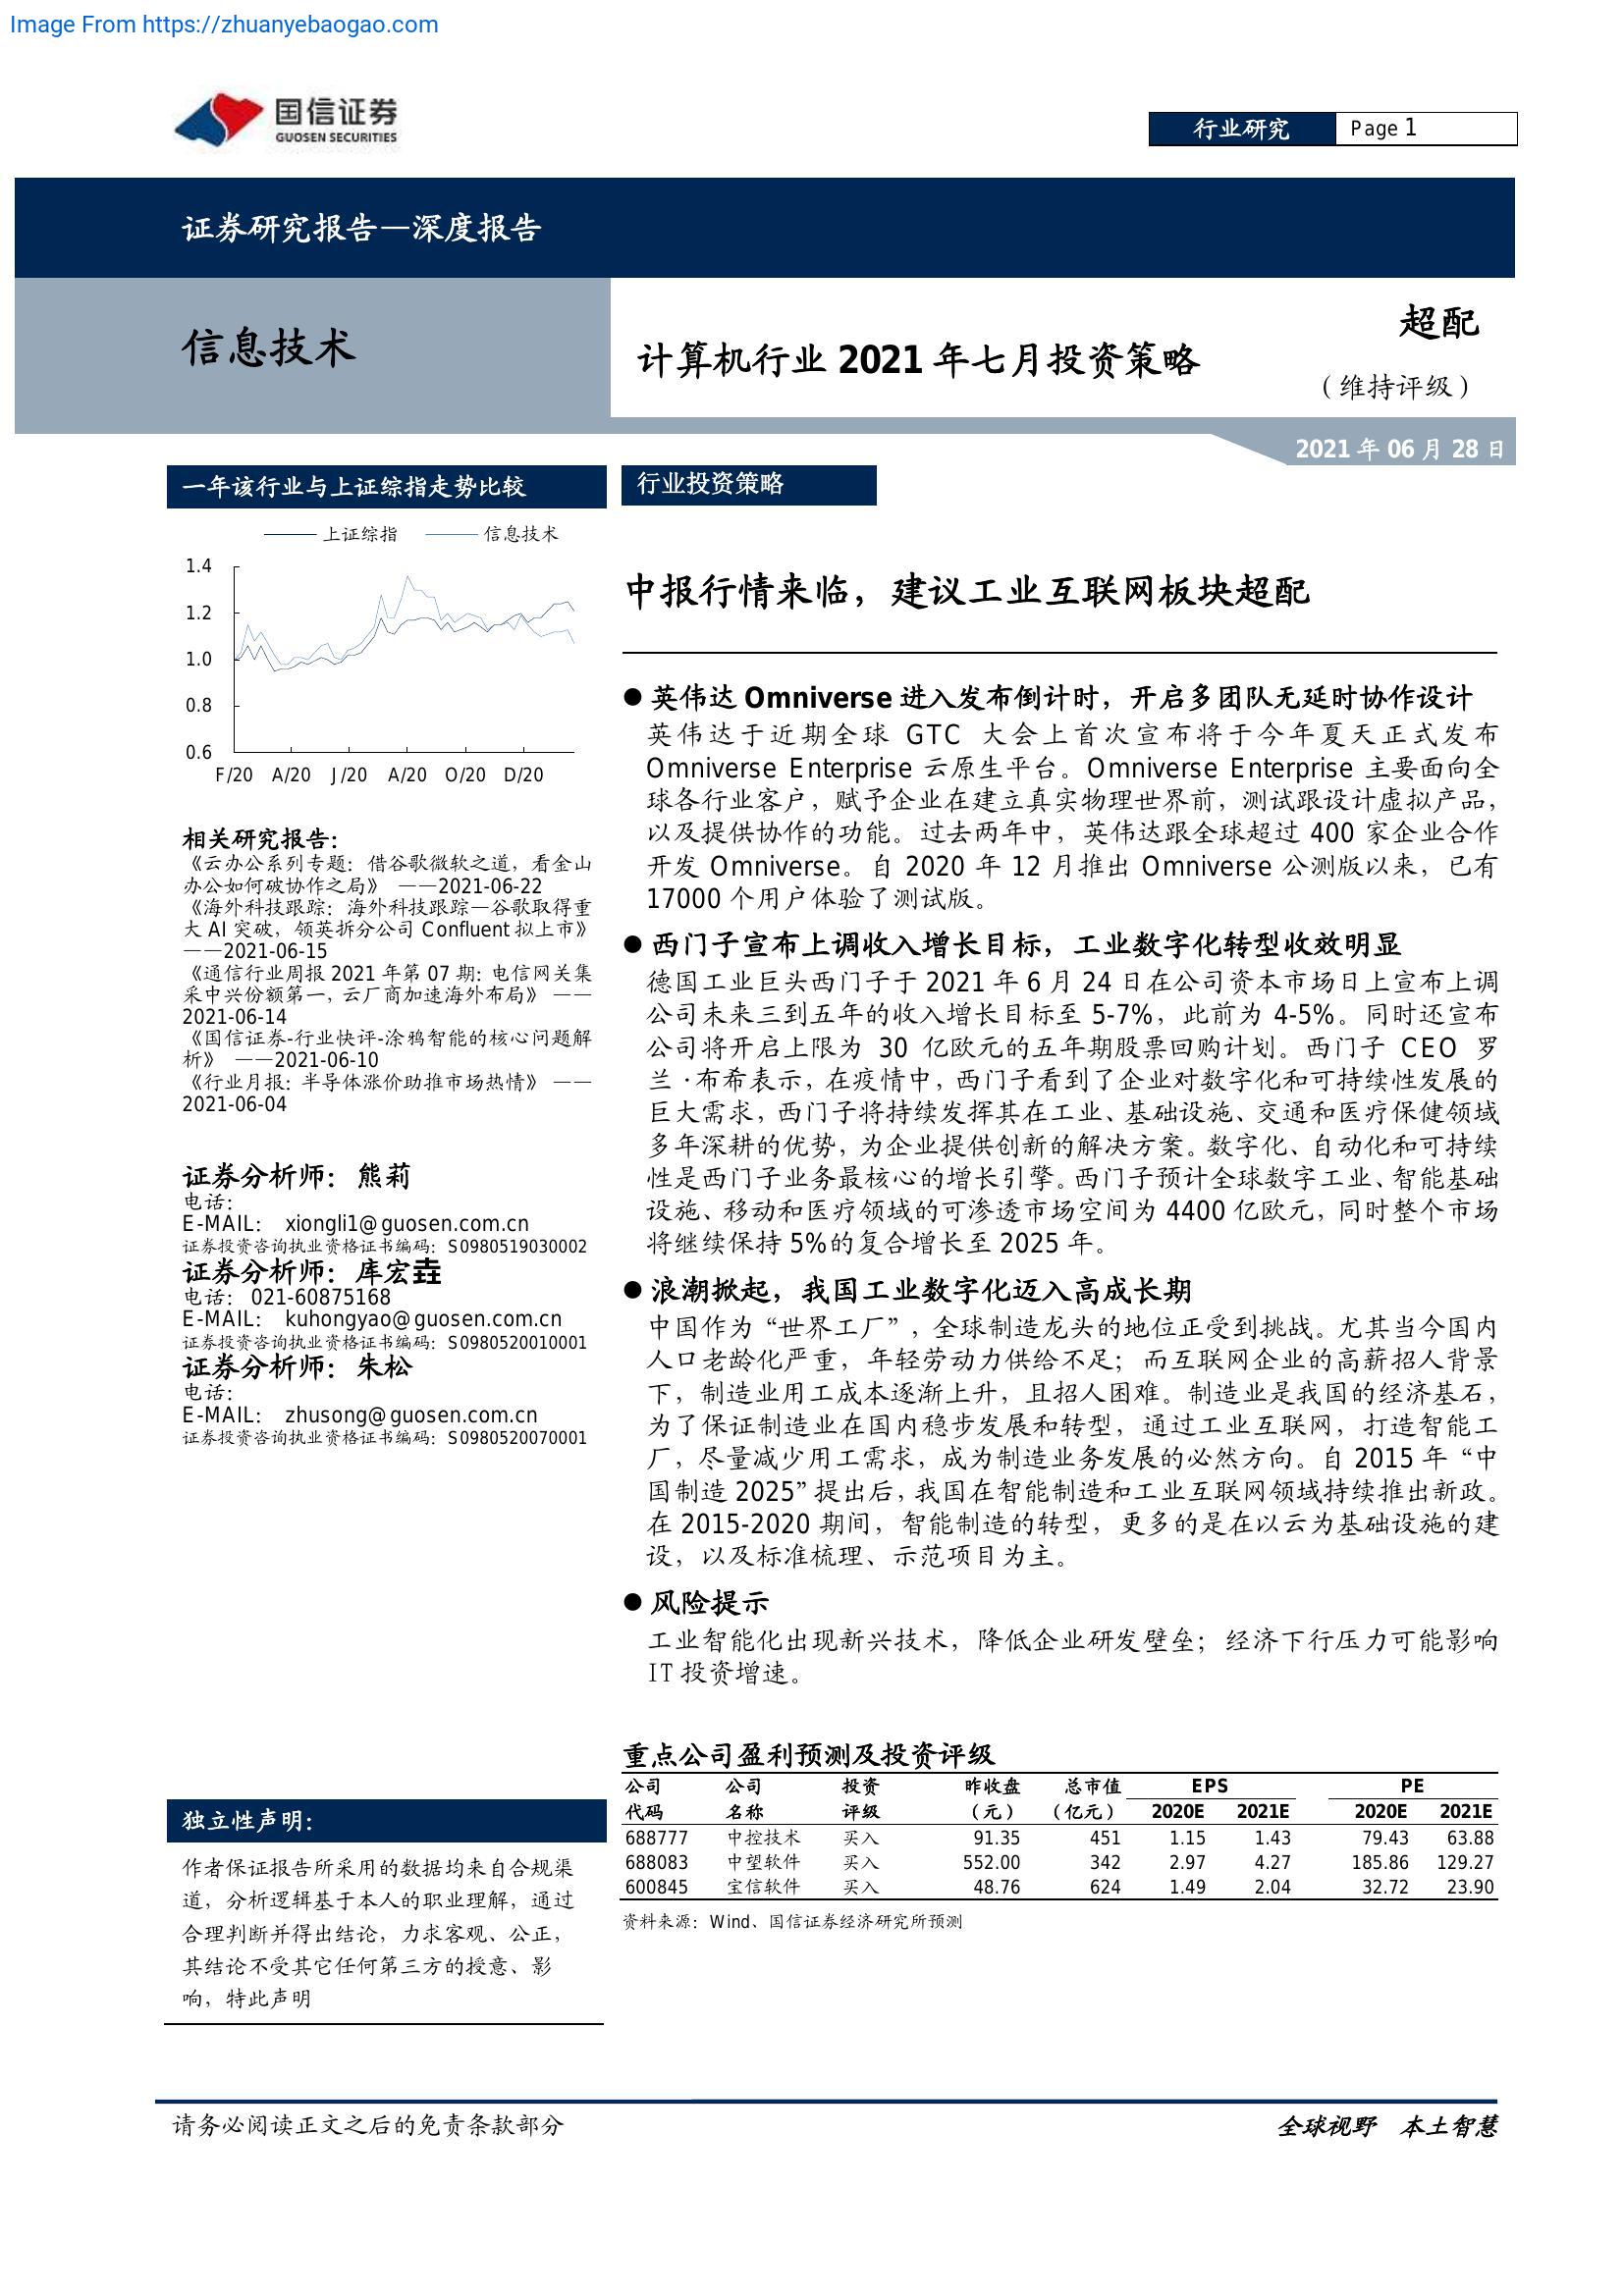 Image From https://zhuanyebaogao.com
国信证券
GUOSEN SECURITIES
行业研究
Page 1
证券研究报告—深度报告
信息技术
计算机行业 2021 年七月投资策略
超配
（维持评级）
2021 年 06 月 28 日
一年该行业与上证综指走势比较
上证综指 信息技术
1.4
1.2
1.0
0.8
0.6
F/20 A/20 J/20 A/20 O/20 D/20
相关研究报告：
《云办公系列专题：借谷歌微软之道，看金山
办公如何破协作之局》 ——2021-06-22
《海外科技跟踪：海外科技跟踪—谷歌取得重
大 AI 突破，领英拆分公司 Confluent 拟上市》
——2021-06-15
《通信行业周报 2021 年第 07 期：电信网关集
采中兴份额第一，云厂商加速海外布局》 ——
2021-06-14
《国信证券-行业快评-涂鸦智能的核心问题解
析》 ——2021-06-10
《行业月报：半导体涨价助推市场热情》 ——
2021-06-04
证券分析师：熊莉
电话：
E-MAIL： xiongli1@guosen.com.cn
证券投资咨询执业资格证书编码：S0980519030002
证券分析师：库宏垚
电话：021-60875168
E-MAIL： kuhongyao@guosen.com.cn
证券投资咨询执业资格证书编码：S0980520010001
证券分析师：朱松
电话：
E-MAIL： zhusong@guosen.com.cn
证券投资咨询执业资格证书编码：S0980520070001
独立性声明：
作者保证报告所采用的数据均来自合规渠
道，分析逻辑基于本人的职业理解，通过
合理判断并得出结论，力求客观、公正，
其结论不受其它任何第三方的授意、影
响，特此声明
行业投资策略
中报行情来临，建议工业互联网板块超配
● 英伟达 Omniverse 进入发布倒计时，开启多团队无延时协作设计
英伟达于近期全球 GTC 大会上首次宣布将于今年夏天正式发布
Omniverse Enterprise 云原生平台。Omniverse Enterprise 主要面向全
球各行业客户，赋予企业在建立真实物理世界前，测试跟设计虚拟产品，
以及提供协作的功能。过去两年中，英伟达跟全球超过 400 家企业合作
开发 Omniverse。自 2020 年 12 月推出 Omniverse 公测版以来，已有
17000 个用户体验了测试版。
● 西门子宣布上调收入增长目标，工业数字化转型收效明显
德国工业巨头西门子于 2021 年 6 月 24 日在公司资本市场日上宣布上调
公司未来三到五年的收入增长目标至 5-7%，此前为 4-5%。同时还宣布
公司将开启上限为 30 亿欧元的五年期股票回购计划。西门子 CEO 罗
兰·布希表示，在疫情中，西门子看到了企业对数字化和可持续性发展的
巨大需求，西门子将持续发挥其在工业、基础设施、交通和医疗保健领域
多年深耕的优势，为企业提供创新的解决方案。数字化、自动化和可持续
性是西门子业务最核心的增长引擎。西门子预计全球数字工业、智能基础
设施、移动和医疗领域的可渗透市场空间为 4400 亿欧元，同时整个市场
将继续保持 5%的复合增长至 2025 年。
● 浪潮掀起，我国工业数字化迈入高成长期
中国作为“世界工厂”，全球制造龙头的地位正受到挑战。尤其当今国内
人口老龄化严重，年轻劳动力供给不足；而互联网企业的高薪招人背景
下，制造业用工成本逐渐上升，且招人困难。制造业是我国的经济基石，
为了保证制造业在国内稳步发展和转型，通过工业互联网，打造智能工
厂，尽量减少用工需求，成为制造业务发展的必然方向。自 2015 年“中
国制造 2025”提出后，我国在智能制造和工业互联网领域持续推出新政。
在 2015-2020 期间，智能制造的转型，更多的是在以云为基础设施的建
设，以及标准梳理、示范项目为主。
● 风险提示
工业智能化出现新兴技术，降低企业研发壁垒；经济下行压力可能影响
IT 投资增速。
重点公司盈利预测及投资评级
公司 公司 投资 昨收盘 总市值 EPS PE
代码 名称 评级 （元） （亿元） 2020E 2021E 2020E 2021E
688777 中控技术 买入 91.35 451 1.15 1.43 79.43 63.88
688083 中望软件 买入 552.00 342 2.97 4.27 185.86 129.27
600845 宝信软件 买入 48.76 624 1.49 2.04 32.72 23.90
资料来源：Wind、国信证券经济研究所预测
请务必阅读正文之后的免责条款部分
全球视野 本土智慧